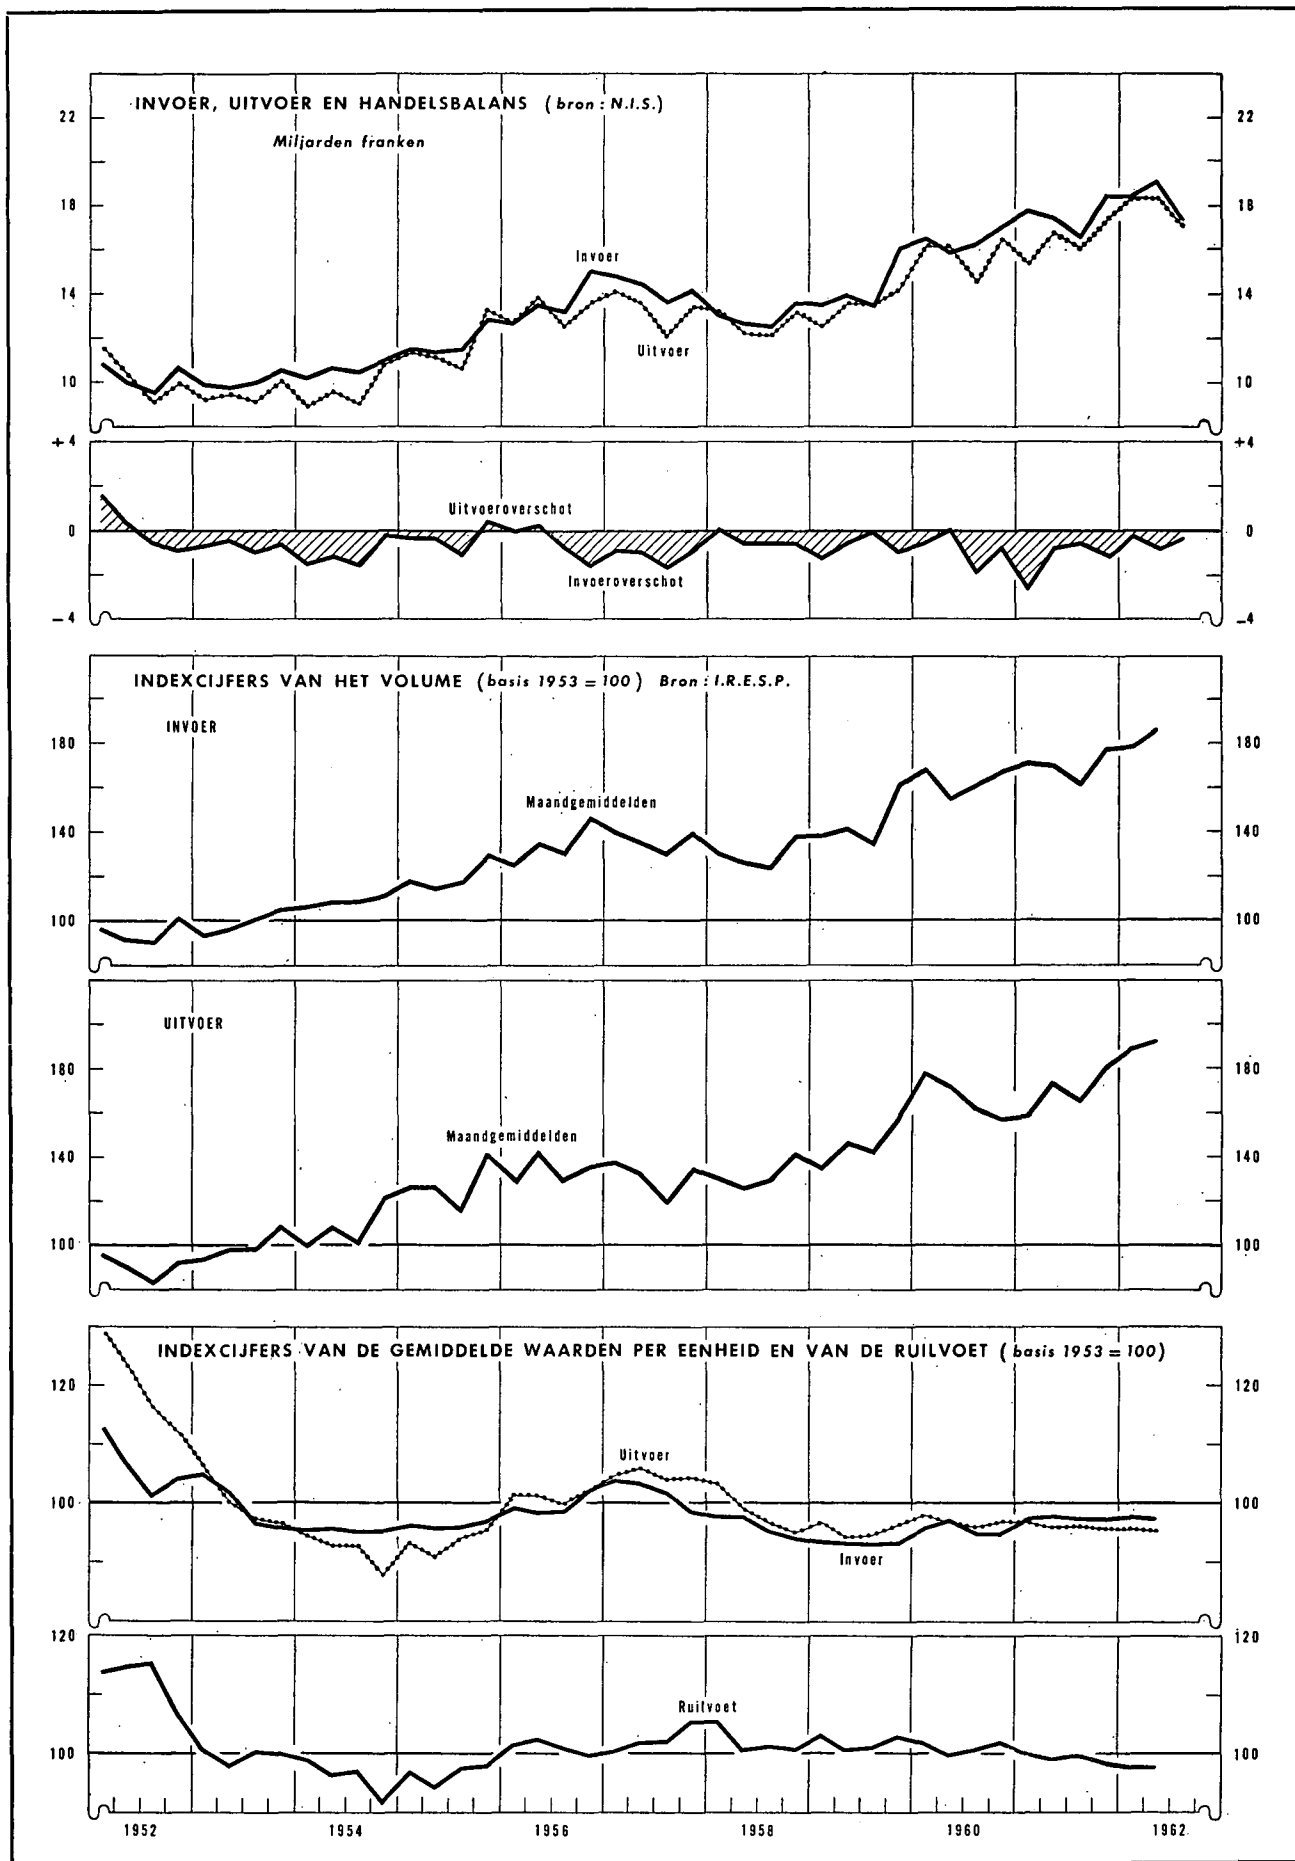 INVOER, UITVOER EN HANDELSBALANS (bron : N.I.S.)
Miljarden franken
22 22
18 18
Invoer
14 14
Uitvoer
10 10
+4 +4
Uitvoeroverschot
0 0
Invoeroverschot
−4 −4
INDEXCIJFERS VAN HET VOLUME (basis 1953 = 100) Bron : I.R.E.S.P.
INVOER
180 180
Maandgemiddelden
140 140
100 100
UITVOER
180 180
Maandgemiddelden
140 140
100 100
INDEXCIJFERS VAN DE GEMIDDELDE WAARDEN PER EENHEID EN VAN DE RUILVOET (basis 1953 = 100)
120 120
Uitvoer
100 100
Invoer
120 120
Ruilvoet
100 100
1952 1954 1956 1958 1960 1962